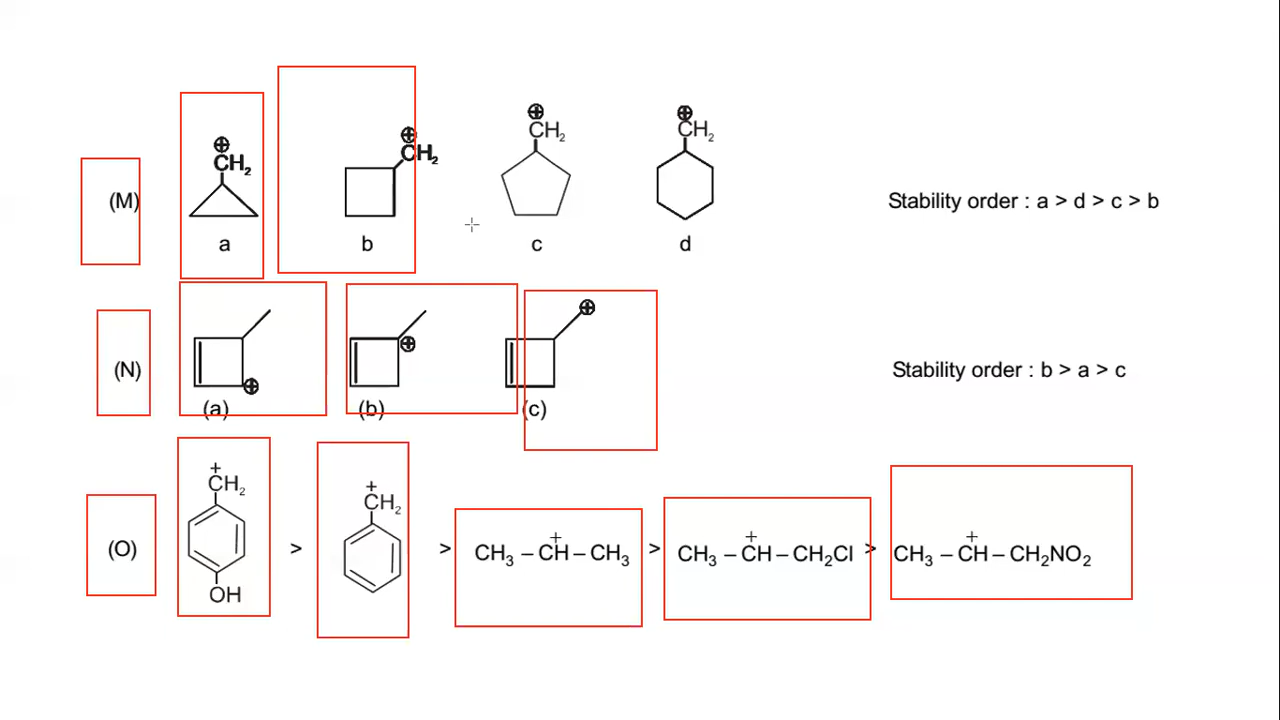 ⊕
CH2
⊕
CH2
⊕
CH2
⊕
CH2
(M)
Stability order : a > d > c > b
a
b
c
d
⊕
⊕
⊕
(N)
Stability order : b > a > c
(a)
(b)
(c)
+
CH2
+
CH2
(O)
OH
>
>
CH3 – CH – CH3
+
>
CH3 – CH – CH2Cl
+
>
CH3 – CH – CH2NO2
+